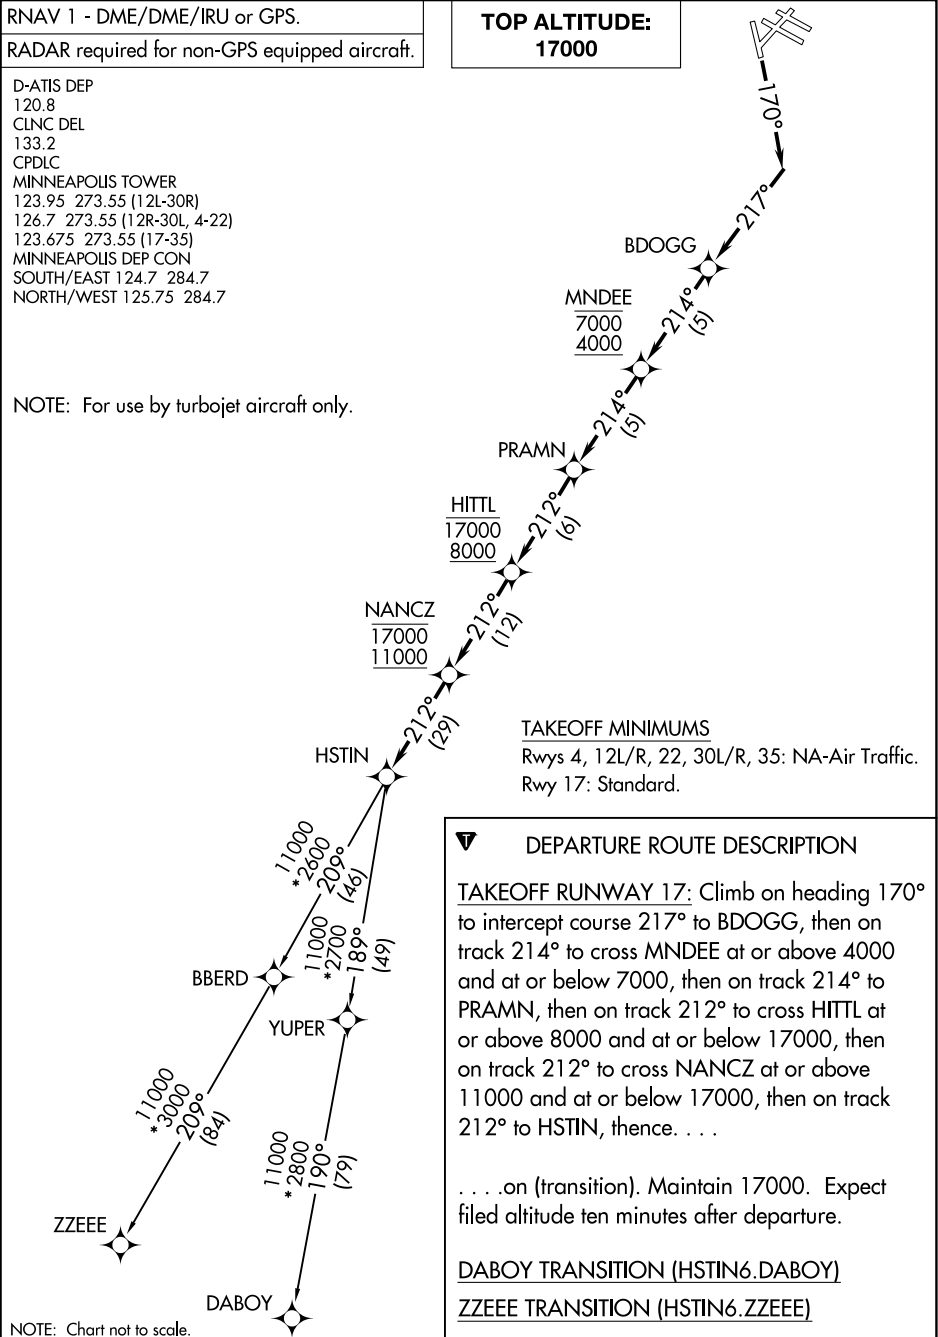 RNAV 1 - DME/DME/IRU or GPS.
RADAR required for non-GPS equipped aircraft.
TOP ALTITUDE:
17000
D-ATIS DEP
120.8
CLNC DEL
133.2
CPDLC
MINNEAPOLIS TOWER
123.95 273.55 (12L-30R)
126.7 273.55 (12R-30L, 4-22)
123.675 273.55 (17-35)
MINNEAPOLIS DEP CON
SOUTH/EAST 124.7 284.7
NORTH/WEST 125.75 284.7
NOTE: For use by turbojet aircraft only.
170°
217°
BDOGG
214°
(5)
MNDEE
7000
4000
214°
(5)
PRAMN
212°
(6)
HITTL
17000
8000
212°
(12)
NANCZ
17000
11000
212°
(29)
HSTIN
11000
*2600
209°
(46)
11000
*2700
189°
(49)
BBERD
YUPER
11000
*3000
209°
(84)
11000
*2800
190°
(79)
ZZEEE
DABOY
NOTE: Chart not to scale.
TAKEOFF MINIMUMS
Rwys 4, 12L/R, 22, 30L/R, 35: NA-Air Traffic.
Rwy 17: Standard.
T DEPARTURE ROUTE DESCRIPTION
TAKEOFF RUNWAY 17: Climb on heading 170°
to intercept course 217° to BDOGG, then on
track 214° to cross MNDEE at or above 4000
and at or below 7000, then on track 214° to
PRAMN, then on track 212° to cross HITTL at
or above 8000 and at or below 17000, then
on track 212° to cross NANCZ at or above
11000 and at or below 17000, then on track
212° to HSTIN, thence. . . .
. . . .on (transition). Maintain 17000. Expect
filed altitude ten minutes after departure.
DABOY TRANSITION (HSTIN6.DABOY)
ZZEEE TRANSITION (HSTIN6.ZZEEE)